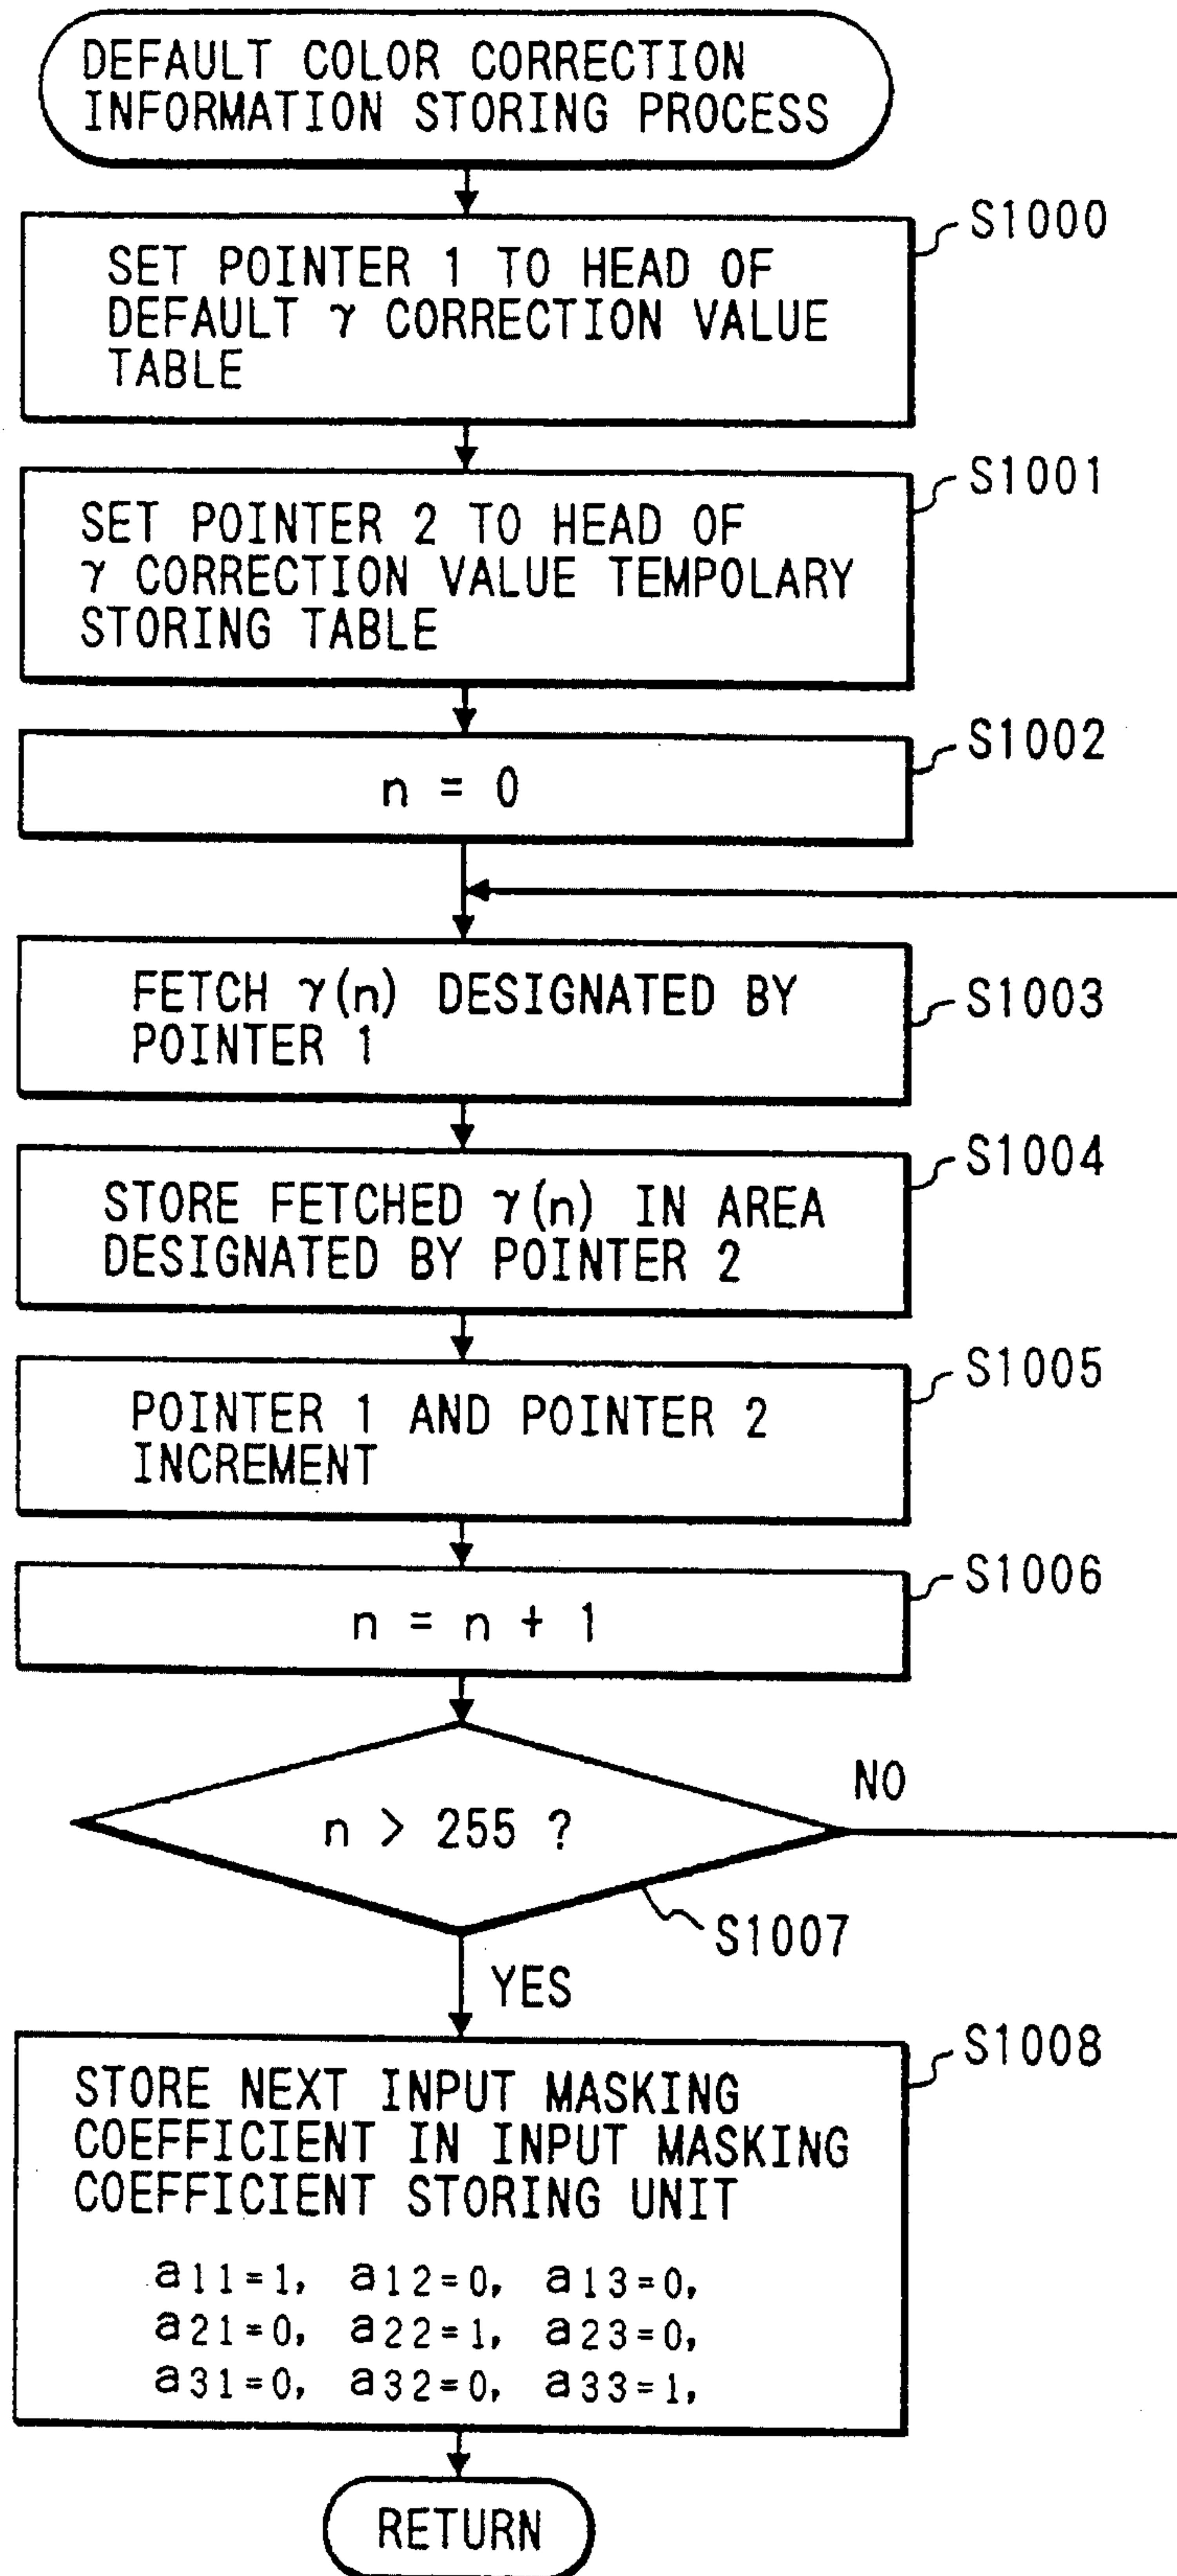 DEFAULT COLOR CORRECTION
INFORMATION STORING PROCESS
S1000
SET POINTER 1 TO HEAD OF
DEFAULT γ CORRECTION VALUE
TABLE
S1001
SET POINTER 2 TO HEAD OF
γ CORRECTION VALUE TEMPOLARY
STORING TABLE
S1002
n = 0
FETCH γ(n) DESIGNATED BY
POINTER 1
S1003
S1004
STORE FETCHED γ(n) IN AREA
DESIGNATED BY POINTER 2
S1005
POINTER 1 AND POINTER 2
INCREMENT
S1006
n = n + 1
NO
n > 255 ?
S1007
YES
S1008
STORE NEXT INPUT MASKING
COEFFICIENT IN INPUT MASKING
COEFFICIENT STORING UNIT
a11=1, a12=0, a13=0,
a21=0, a22=1, a23=0,
a31=0, a32=0, a33=1,
RETURN